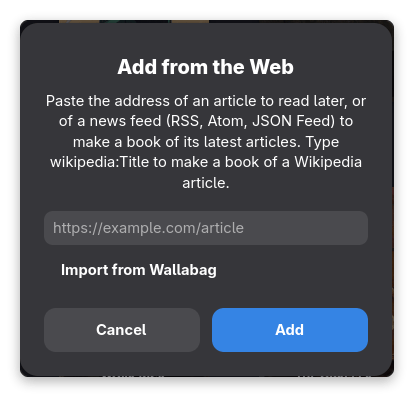 Add from the Web
Paste the address of an article to read later, or
of a news feed (RSS, Atom, JSON Feed) to
make a book of its latest articles. Type
wikipedia:Title to make a book of a Wikipedia
article.
https://example.com/article
Import from Wallabag
Cancel
Add